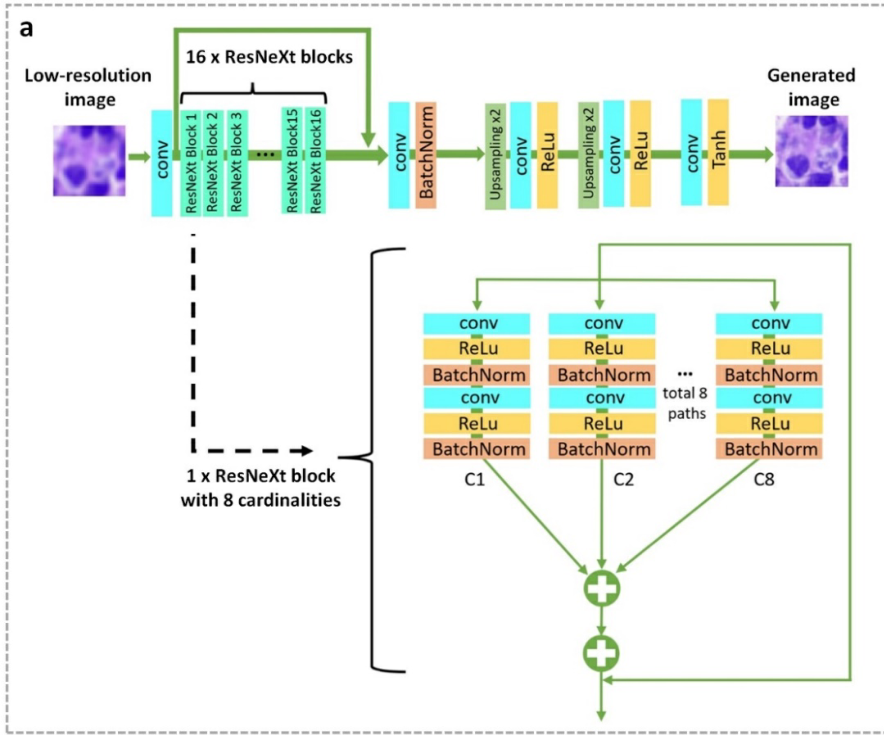 a
Low-resolution
image
16 x ResNeXt blocks
Generated
image
conv
ResNeXt Block 1
ResNeXt Block 2
ResNeXt Block 3
...
ResNeXt Block15
ResNeXt Block16
conv
BatchNorm
Upsampling x2
conv
ReLu
Upsampling x2
conv
ReLu
conv
Tanh
1 x ResNeXt block
with 8 cardinalities
conv
ReLu
BatchNorm
conv
ReLu
BatchNorm
C1
conv
ReLu
BatchNorm
conv
ReLu
BatchNorm
C2
...
total 8
paths
conv
ReLu
BatchNorm
conv
ReLu
BatchNorm
C8